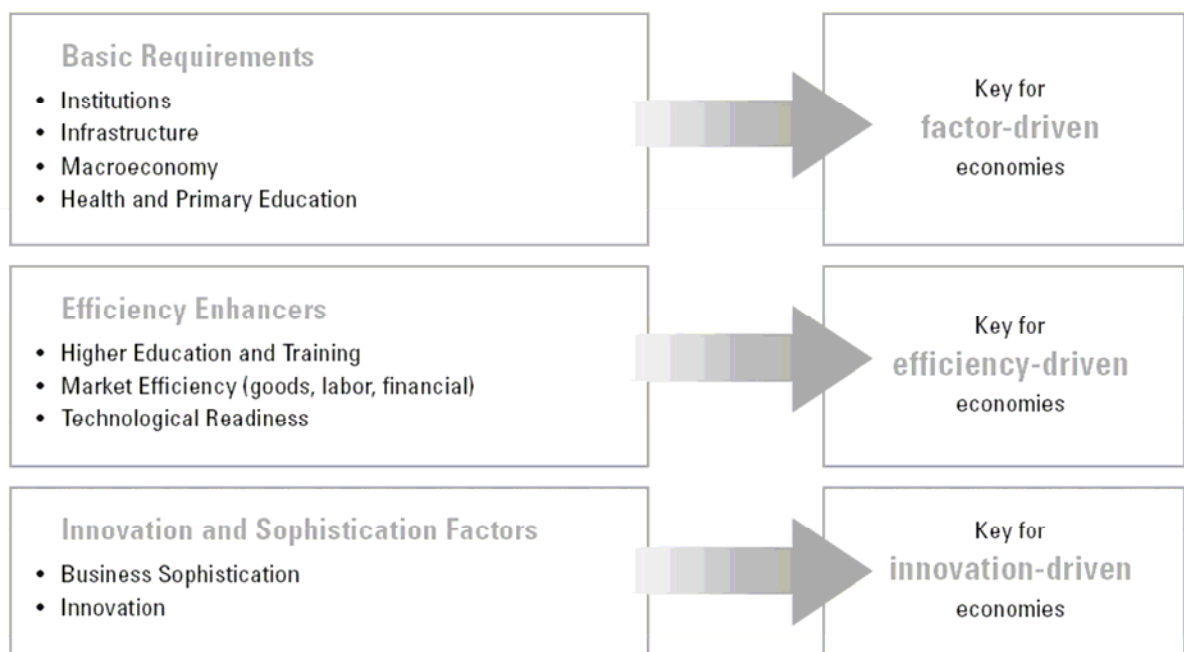 Basic Requirements
• Institutions
• Infrastructure
• Macroeconomy
• Health and Primary Education
Key for
factor-driven
economies
Efficiency Enhancers
• Higher Education and Training
• Market Efficiency (goods, labor, financial)
• Technological Readiness
Key for
efficiency-driven
economies
Innovation and Sophistication Factors
• Business Sophistication
• Innovation
Key for
innovation-driven
economies